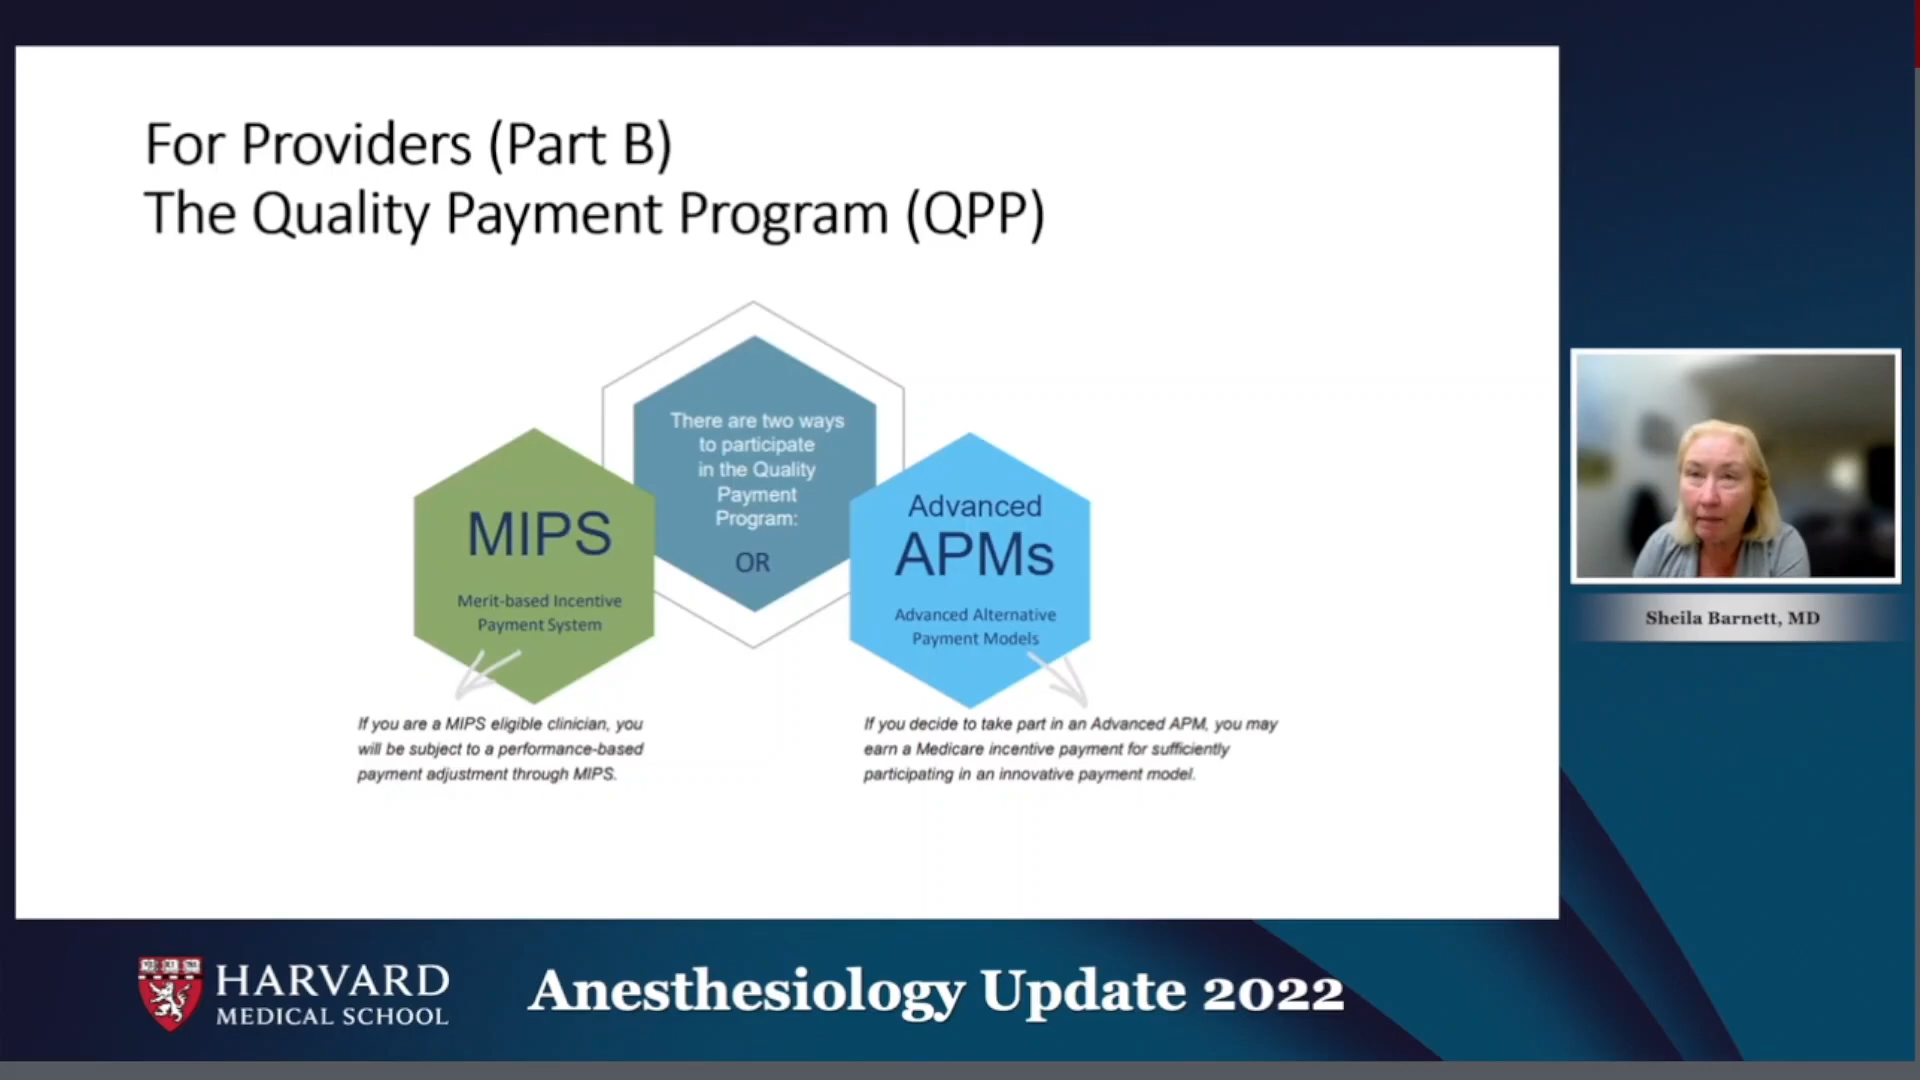 For Providers (Part B)
The Quality Payment Program (QPP)
There are two ways
to participate
in the Quality
Payment
Program:
OR
MIPS
Merit-based Incentive
Payment System
Advanced
APMs
Advanced Alternative
Payment Models
If you are a MIPS eligible clinician, you
will be subject to a performance-based
payment adjustment through MIPS.
If you decide to take part in an Advanced APM, you may
earn a Medicare incentive payment for sufficiently
participating in an innovative payment model.
Sheila Barnett, MD
HARVARD
MEDICAL SCHOOL
Anesthesiology Update 2022